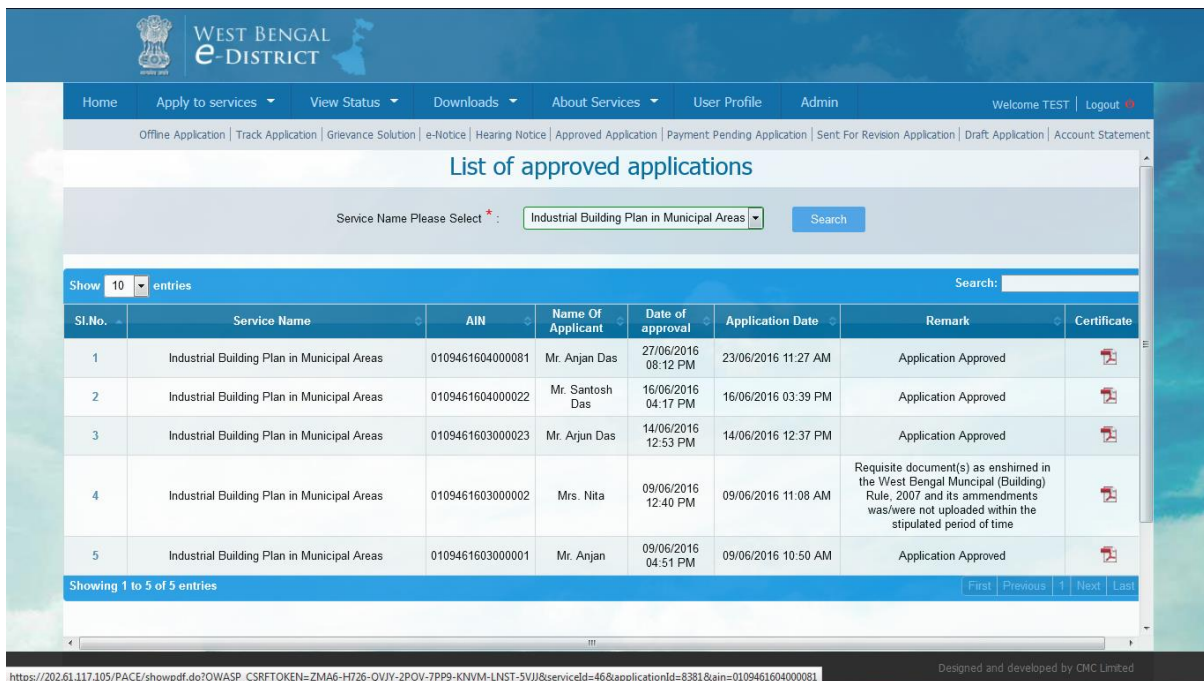 WEST BENGAL
e-DISTRICT
Home Apply to services View Status Downloads About Services User Profile Admin Welcome TEST | Logout
Offline Application | Track Application | Grievance Solution | e-Notice | Hearing Notice | Approved Application | Payment Pending Application | Sent For Revision Application | Draft Application | Account Statement
List of approved applications
Service Name Please Select * : Industrial Building Plan in Municipal Areas Search
Show 10 entries Search:
Sl.No. Service Name AIN Name Of Applicant Date of approval Application Date Remark Certificate
1 Industrial Building Plan in Municipal Areas 0109461604000081 Mr. Anjan Das 27/06/2016 08:12 PM 23/06/2016 11:27 AM Application Approved
2 Industrial Building Plan in Municipal Areas 0109461604000022 Mr. Santosh Das 16/06/2016 04:17 PM 16/06/2016 03:39 PM Application Approved
3 Industrial Building Plan in Municipal Areas 0109461603000023 Mr. Arjun Das 14/06/2016 12:53 PM 14/06/2016 12:37 PM Application Approved
4 Industrial Building Plan in Municipal Areas 0109461603000002 Mrs. Nita 09/06/2016 12:40 PM 09/06/2016 11:08 AM Requisite document(s) as enshirned in the West Bengal Muncipal (Building) Rule, 2007 and its ammendments was/were not uploaded within the stipulated period of time
5 Industrial Building Plan in Municipal Areas 0109461603000001 Mr. Anjan 09/06/2016 04:51 PM 09/06/2016 10:50 AM Application Approved
Showing 1 to 5 of 5 entries First Previous 1 Next Last
Designed and developed by CMC Limited
https://202.61.117.105/PACE/showpdf.do?OWASP_CSRFTOKEN=ZMA6-H726-QVJY-2POV-7PP9-KNVM-LNST-5VJJ&serviceId=46&applicationId=8381&ain=0109461604000081